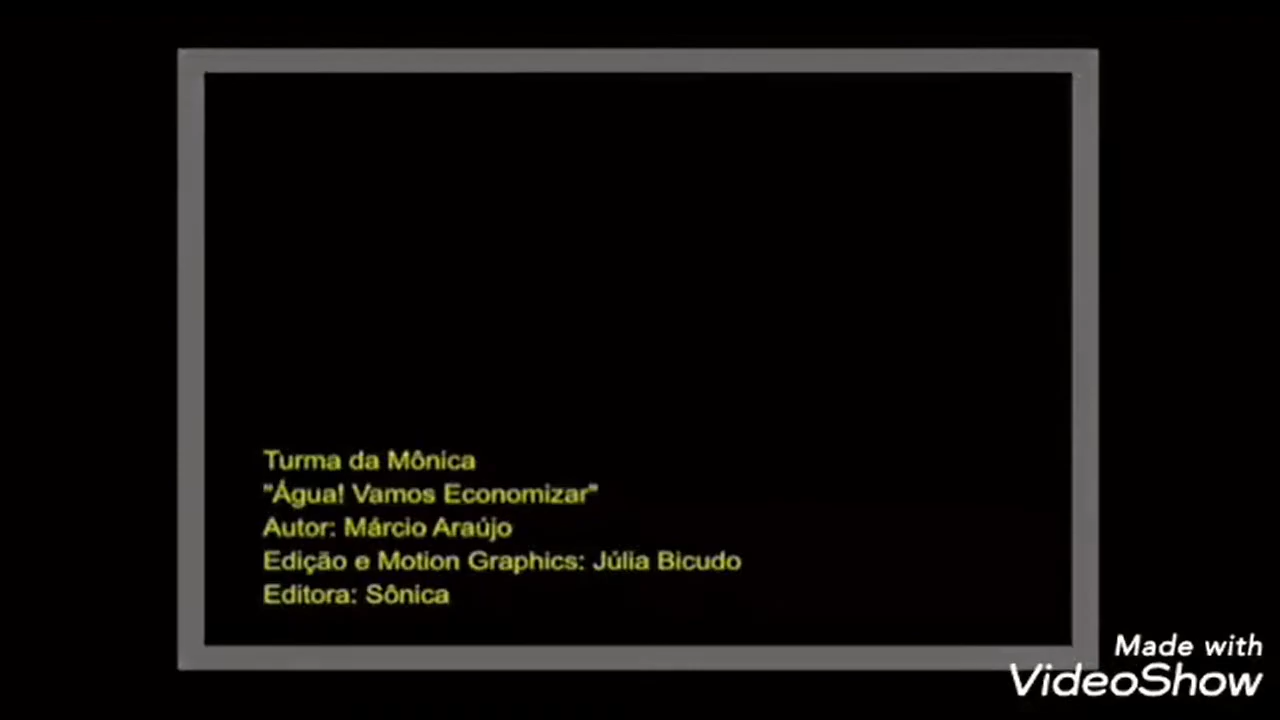 Turma da Mônica
"Água! Vamos Economizar"
Autor: Márcio Araújo
Edição e Motion Graphics: Júlia Bicudo
Editora: Sônica
Made with
VideoShow